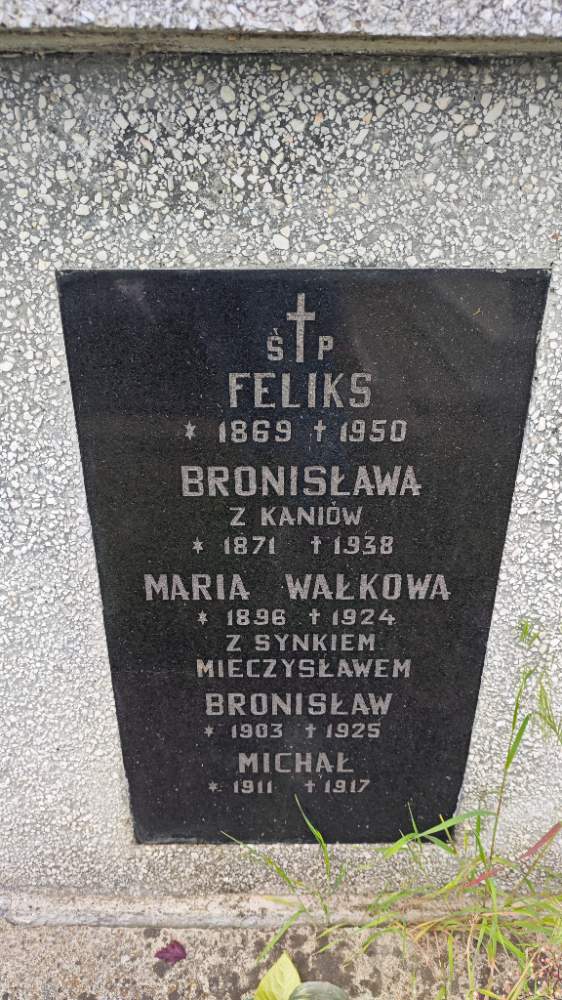 Ś P
FELIKS
* 1869 † 1950
BRONISŁAWA
Z KANIÓW
* 1871 † 1938
MARIA WAŁKOWA
* 1896 † 1924
Z SYNKIEM
MIECZYSŁAWEM
BRONISŁAW
* 1903 † 1925
MICHAŁ
* 1911 † 1917